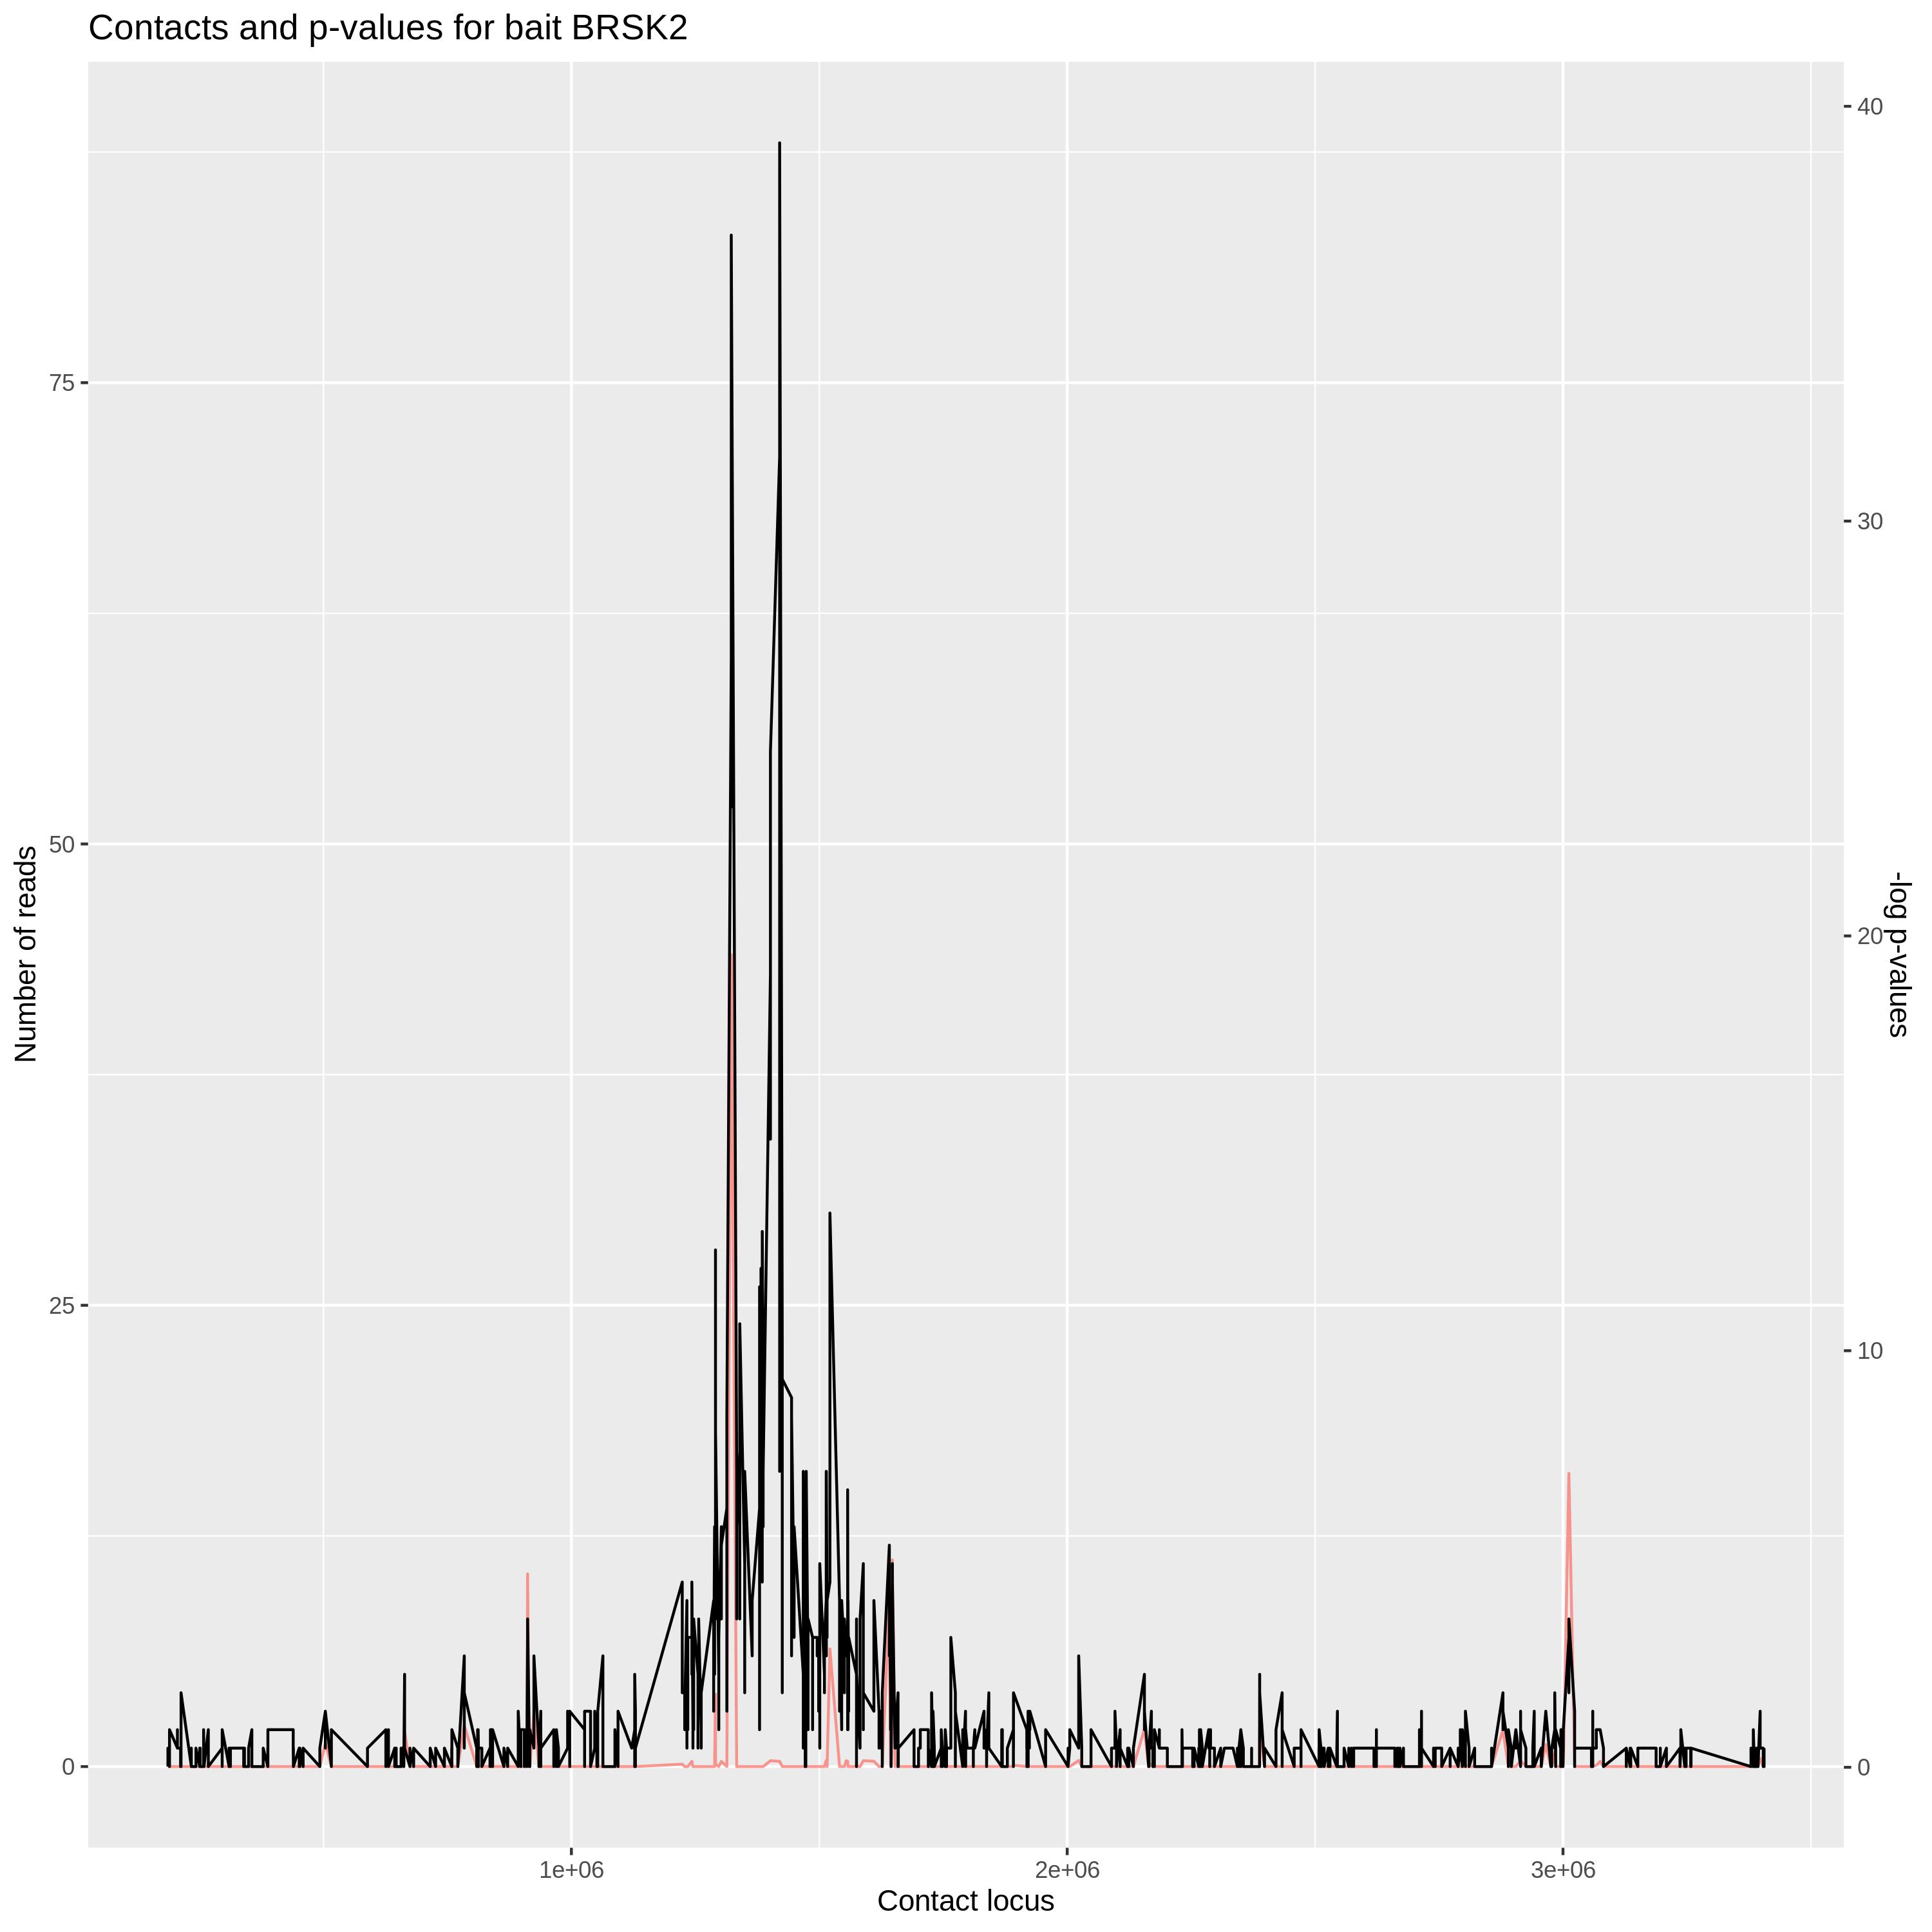 Contacts and p-values for bait BRSK2
40
75
30
50
20
25
10
0
0
Number of reads
-log p-values
1e+06
2e+06
3e+06
Contact locus